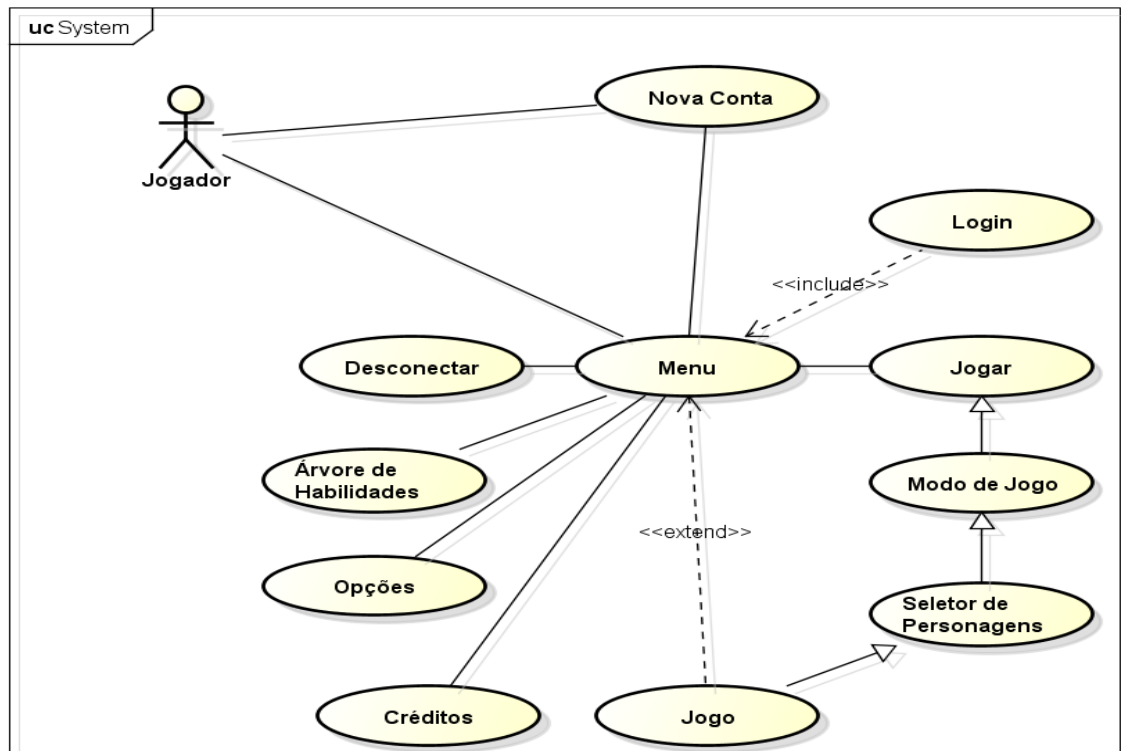 uc System
Nova Conta
Jogador
Login
<<include>>
Desconectar
Menu
Jogar
Árvore de
Habilidades
Modo de Jogo
<<extend>>
Opções
Seletor de
Personagens
Créditos
Jogo